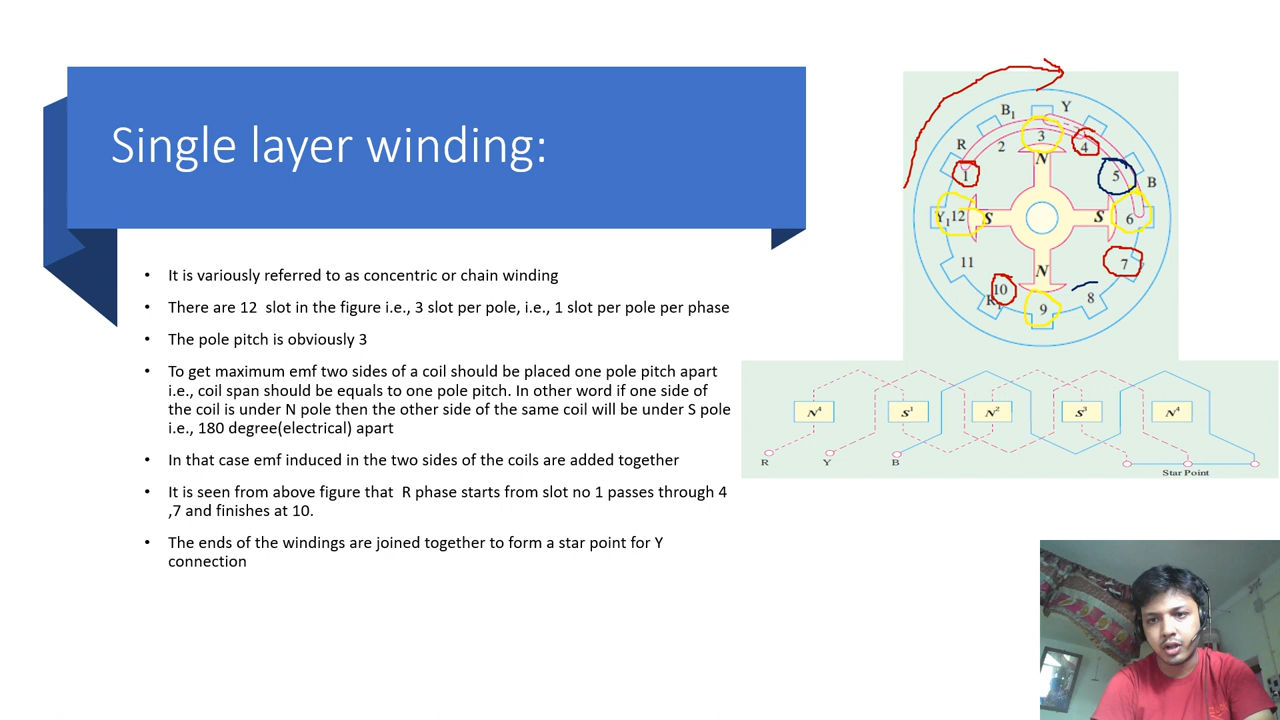 Single layer winding:
• It is variously referred to as concentric or chain winding
• There are 12 slot in the figure i.e., 3 slot per pole, i.e., 1 slot per pole per phase
• The pole pitch is obviously 3
• To get maximum emf two sides of a coil should be placed one pole pitch apart
i.e., coil span should be equals to one pole pitch. In other word if one side of
the coil is under N pole then the other side of the same coil will be under S pole
i.e., 180 degree(electrical) apart
• In that case emf induced in the two sides of the coils are added together
• It is seen from above figure that R phase starts from slot no 1 passes through 4
,7 and finishes at 10.
• The ends of the windings are joined together to form a star point for Y
connection
B₁ Y
R 2 3 4
N
1 5 B
Y₁ 12 S S 6
11 N 7
10 8
R₁ 9
N⁴ S¹ N² S³ N⁴
R Y B
Star Point